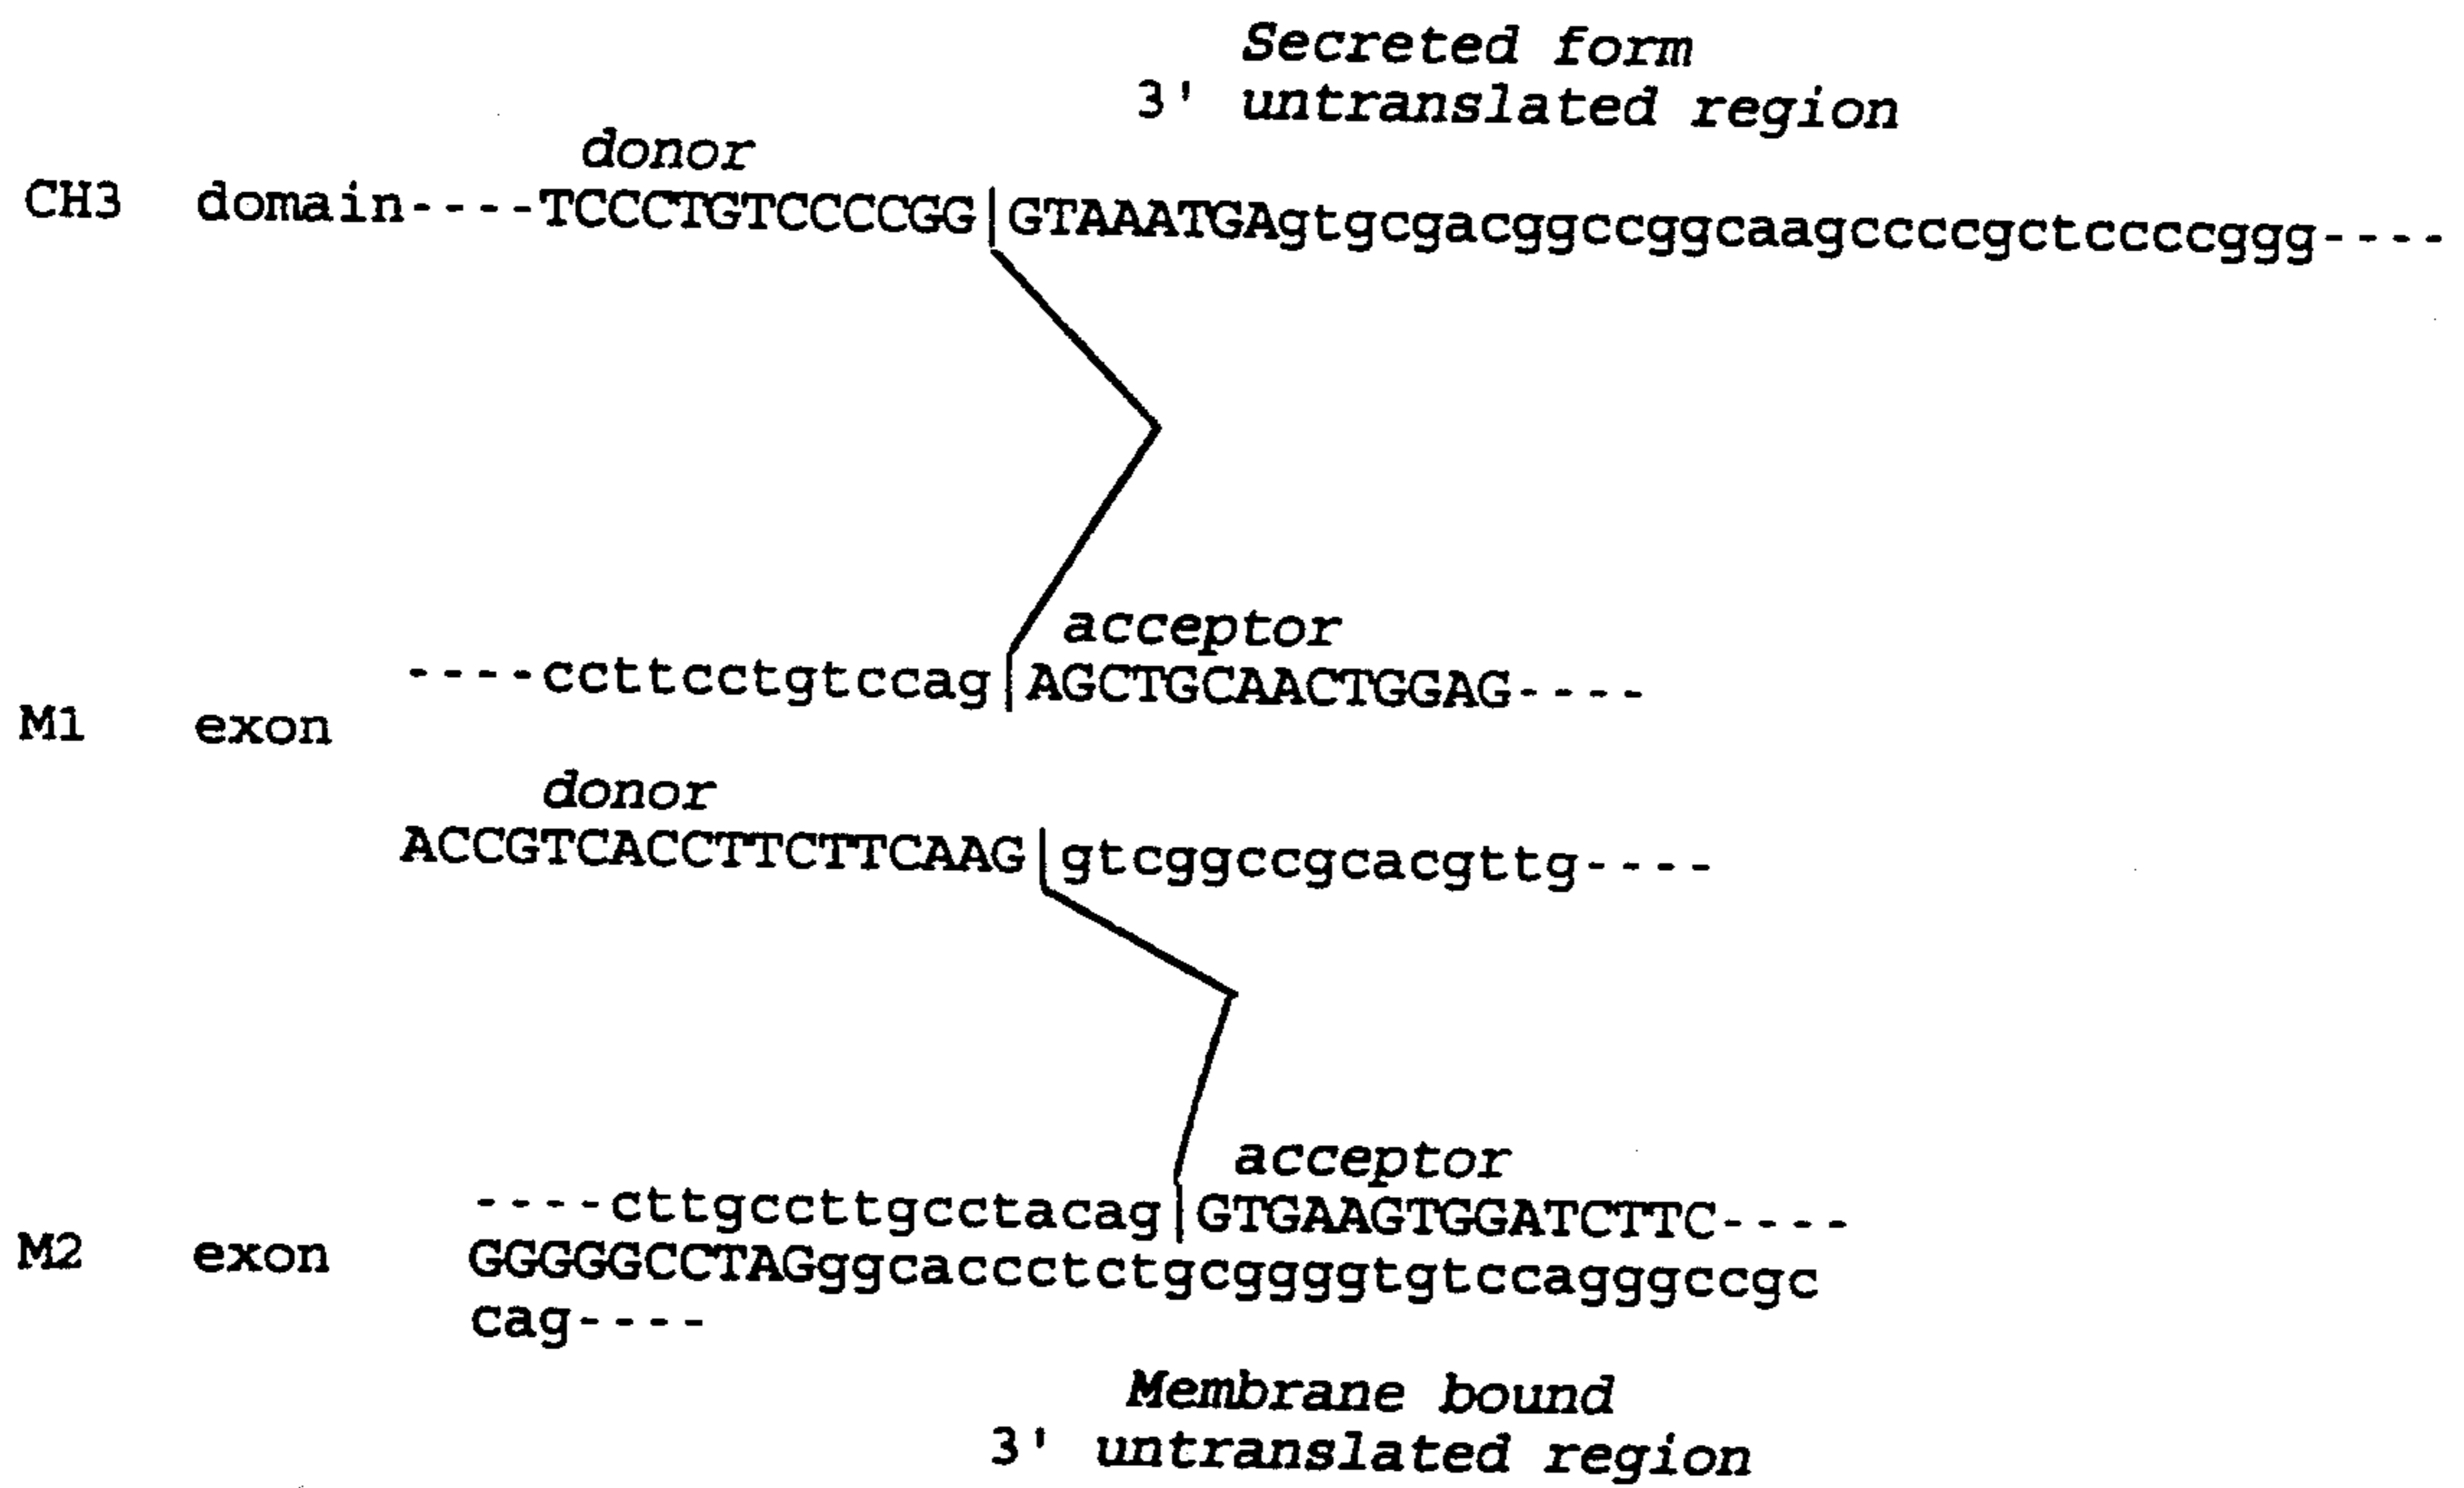 Secreted form
3' untranslated region
donor
CH3 domain----TCCCTGTCCCCGG|GTAAATGAgtgcgacggccggcaagccccgctccccggg----
acceptor
----ccttcctgtccag|AGCTGCAACTGGAG----
M1 exon
donor
ACCGTCACCTTCTTCAAG|gtcggccgcacgttg----
acceptor
----cttgccttgcctacag|GTGAAGTGGATCTTC----
M2 exon GGGGGCCTAGggcaccctctgcggggtgtccagggccgc
cag----
Membrane bound
3' untranslated region